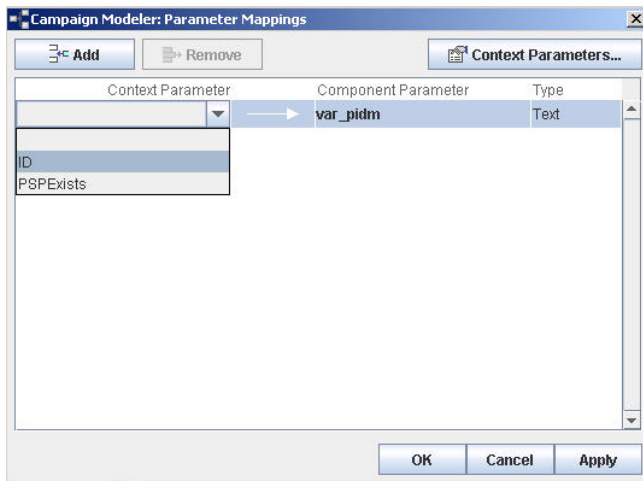 Campaign Modeler: Parameter Mappings
Add Remove Context Parameters...
Context Parameter Component Parameter Type
var_pidm Text
ID
PSPExists
OK Cancel Apply